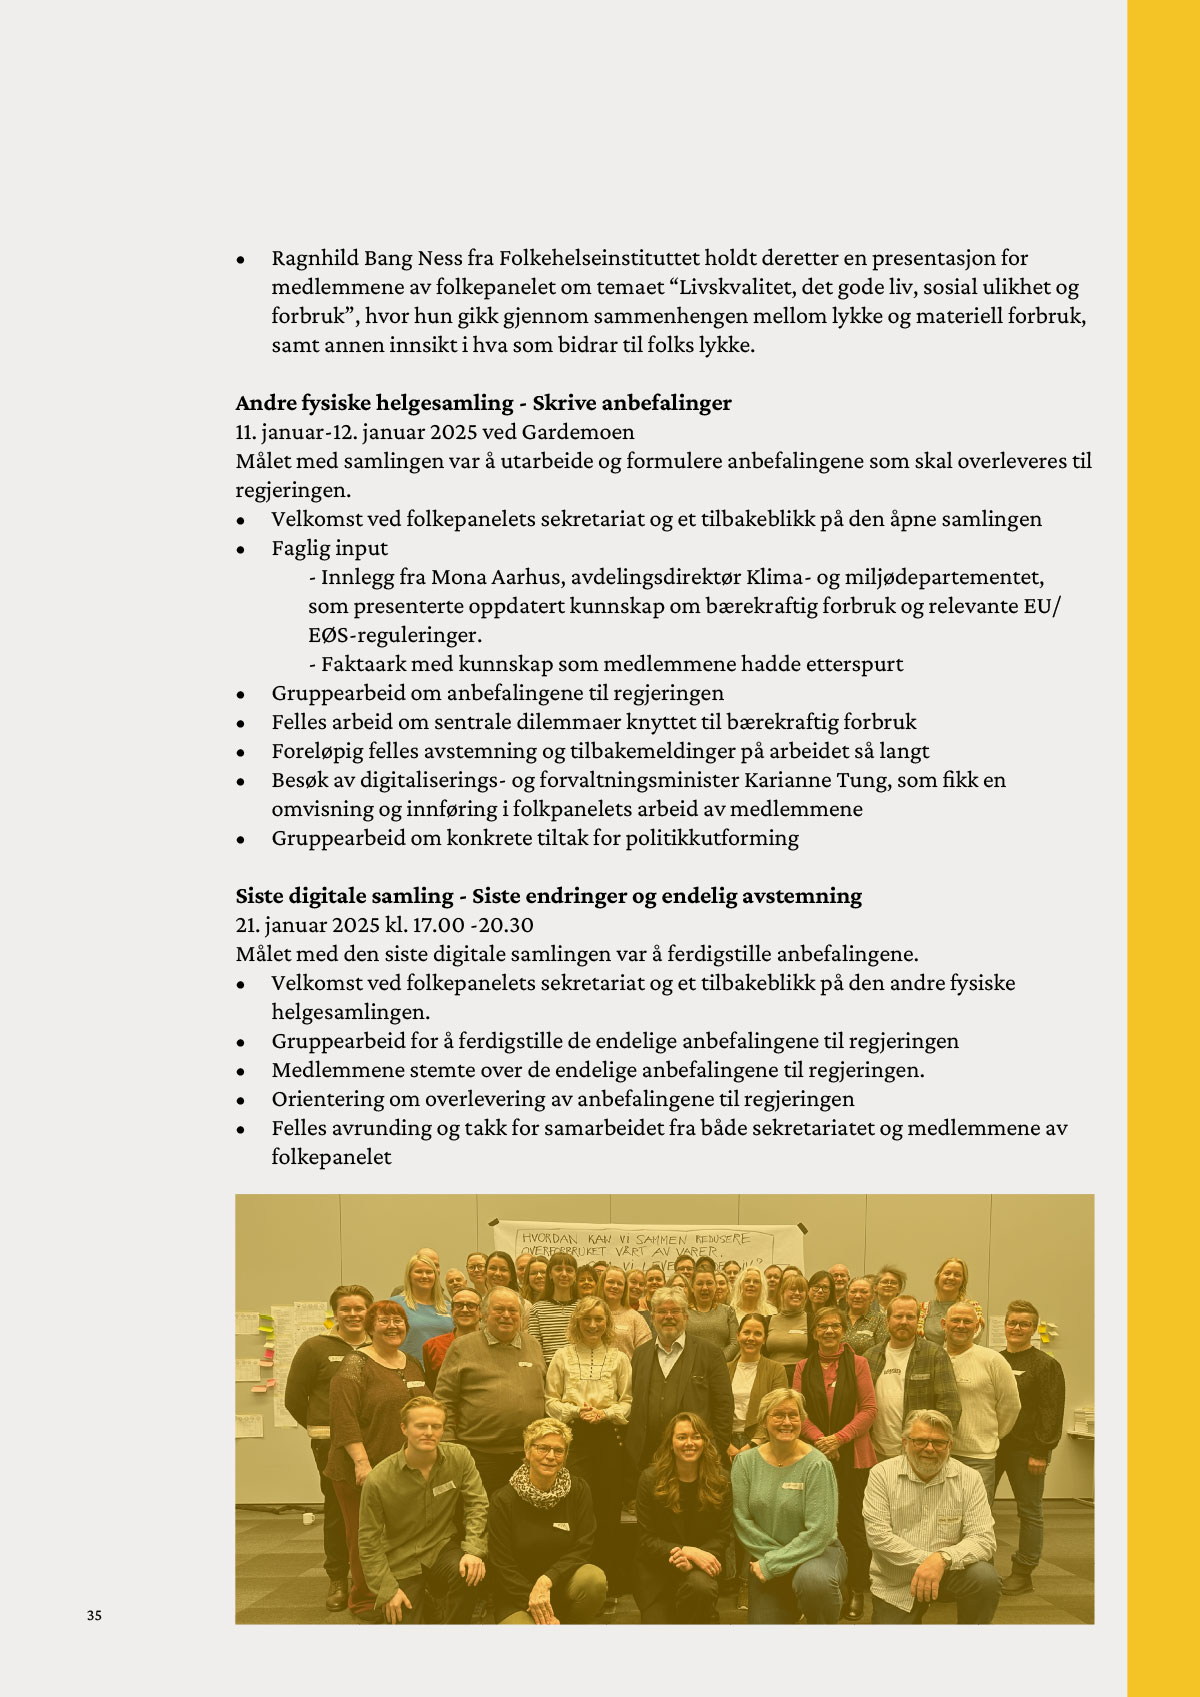 • Ragnhild Bang Ness fra Folkehelseinstituttet holdt deretter en presentasjon for
medlemmene av folkepanelet om temaet “Livskvalitet, det gode liv, sosial ulikhet og
forbruk”, hvor hun gikk gjennom sammenhengen mellom lykke og materiell forbruk,
samt annen innsikt i hva som bidrar til folks lykke.
Andre fysiske helgesamling - Skrive anbefalinger
11. januar-12. januar 2025 ved Gardemoen
Målet med samlingen var å utarbeide og formulere anbefalingene som skal overleveres til
regjeringen.
• Velkomst ved folkepanelets sekretariat og et tilbakeblikk på den åpne samlingen
• Faglig input
- Innlegg fra Mona Aarhus, avdelingsdirektør Klima- og miljødepartementet,
som presenterte oppdatert kunnskap om bærekraftig forbruk og relevante EU/
EØS-reguleringer.
- Faktaark med kunnskap som medlemmene hadde etterspurt
• Gruppearbeid om anbefalingene til regjeringen
• Felles arbeid om sentrale dilemmaer knyttet til bærekraftig forbruk
• Foreløpig felles avstemning og tilbakemeldinger på arbeidet så langt
• Besøk av digitaliserings- og forvaltningsminister Karianne Tung, som fikk en
omvisning og innføring i folkpanelets arbeid av medlemmene
• Gruppearbeid om konkrete tiltak for politikkutforming
Siste digitale samling - Siste endringer og endelig avstemning
21. januar 2025 kl. 17.00 -20.30
Målet med den siste digitale samlingen var å ferdigstille anbefalingene.
• Velkomst ved folkepanelets sekretariat og et tilbakeblikk på den andre fysiske
helgesamlingen.
• Gruppearbeid for å ferdigstille de endelige anbefalingene til regjeringen
• Medlemmene stemte over de endelige anbefalingene til regjeringen.
• Orientering om overlevering av anbefalingene til regjeringen
• Felles avrunding og takk for samarbeidet fra både sekretariatet og medlemmene av
folkepanelet
HVORDAN KAN VI SAMMEN REDUSERE
OVERFORBRUKET VÅRT AV VARER.
VI LEVE
35